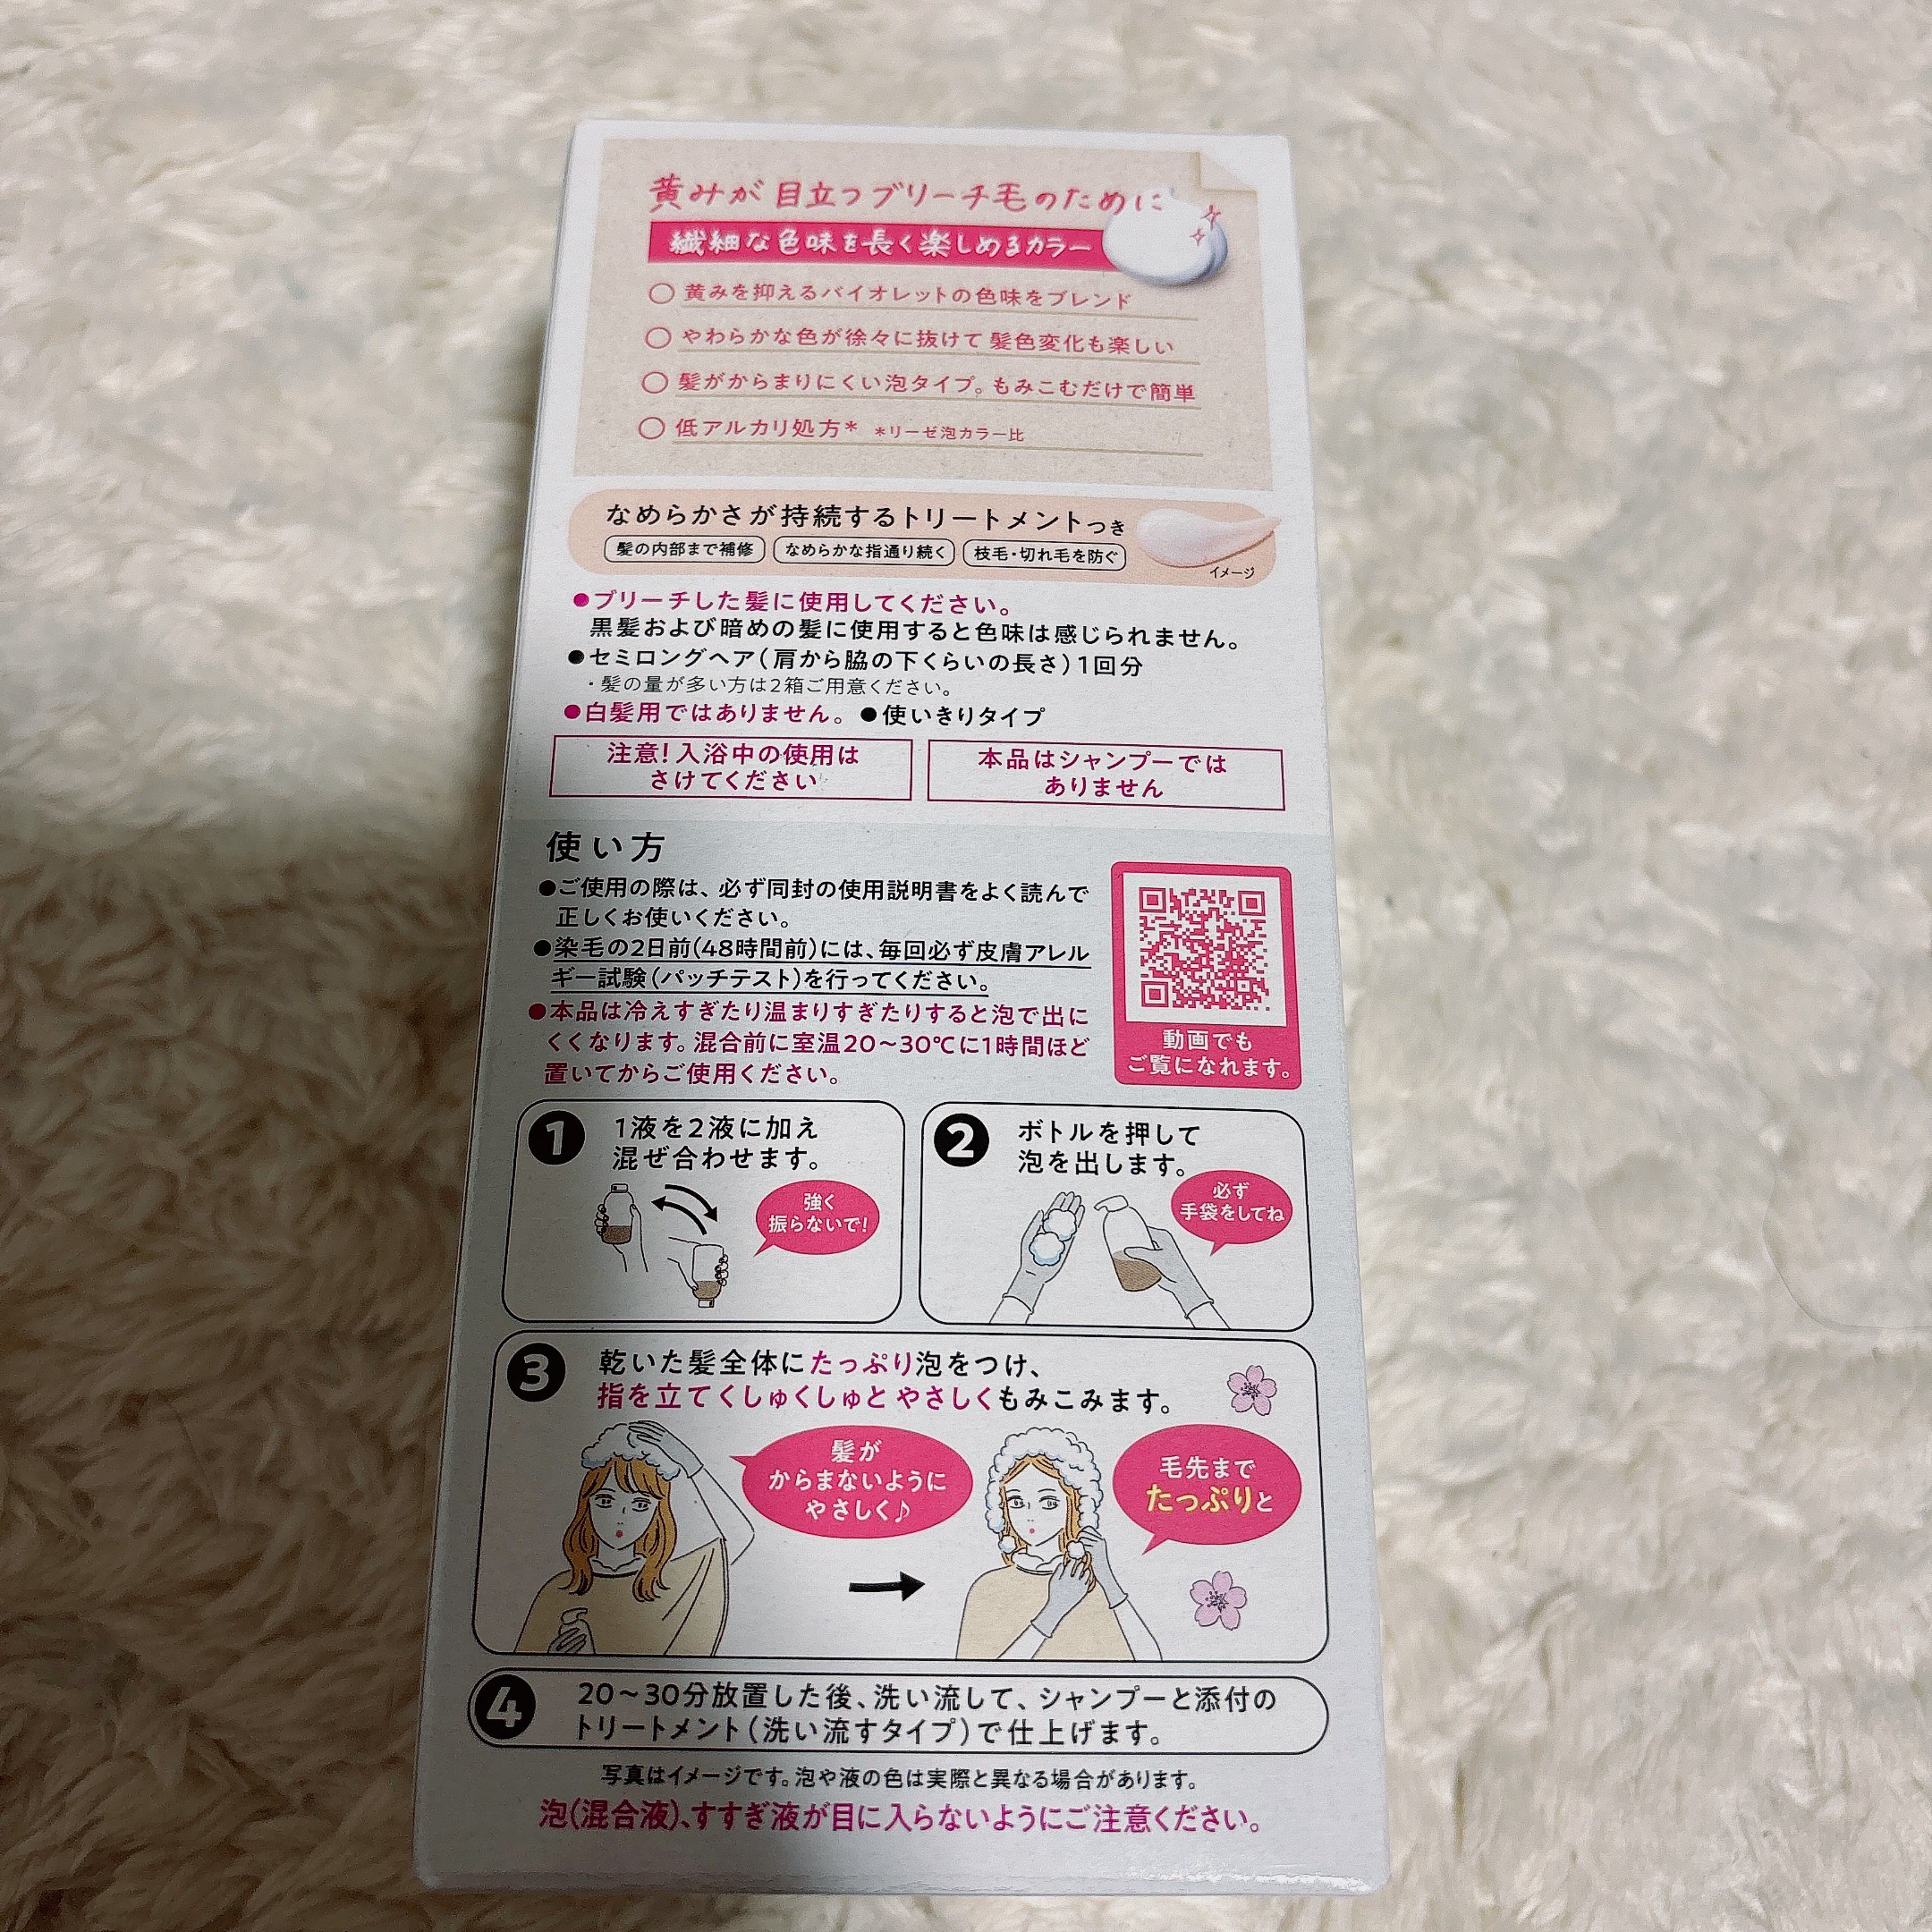 黄みが目立つブリーチ毛のために
繊細な色味を長く楽しめるカラー
○ 黄みを抑えるバイオレットの色味をブレンド
○ やわらかな色が徐々に抜けて 髪色変化も楽しい
○ 髪がからまりにくい泡タイプ。もみこむだけで簡単
○ 低アルカリ処方* *リーゼ泡カラー比
なめらかさが持続するトリートメントつき
髪の内部まで補修 なめらかな指通り続く 枝毛・切れ毛を防ぐ
イメージ
●ブリーチした髪に使用してください。
黒髪および暗めの髪に使用すると色味は感じられません。
●セミロングヘア(肩から脇の下くらいの長さ)1回分
・髪の量が多い方は2箱ご用意ください。
●白髪用ではありません。 ●使いきりタイプ
注意!入浴中の使用は
さけてください
本品はシャンプーでは
ありません
使い方
●ご使用の際は、必ず同封の使用説明書をよく読んで
正しくお使いください。
●染毛の2日前(48時間前)には、毎回必ず皮膚アレル
ギー試験(パッチテスト)を行ってください。
●本品は冷えすぎたり温まりすぎたりすると泡で出に
くくなります。混合前に室温20〜30℃に1時間ほど
置いてからご使用ください。
動画でも
ご覧になれます。
1 1液を2液に加え
混ぜ合わせます。
強く
振らないで!
2 ボトルを押して
泡を出します。
必ず
手袋をしてね
3 乾いた髪全体にたっぷり泡をつけ、
指を立てくしゅくしゅとやさしくもみこみます。
髪が
からまないように
やさしく♪
毛先まで
たっぷりと
4 20〜30分放置した後、洗い流して、シャンプーと添付の
トリートメント(洗い流すタイプ)で仕上げます。
写真はイメージです。泡や液の色は実際と異なる場合があります。
泡(混合液)、すすぎ液が目に入らないようにご注意ください。